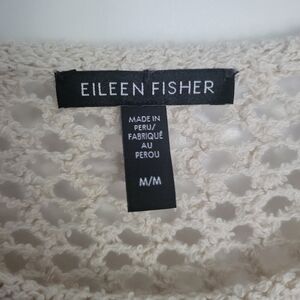 EILEEN FISHER
MADE IN
PERU/
FABRIQUÉ
AU
PEROU
M/M